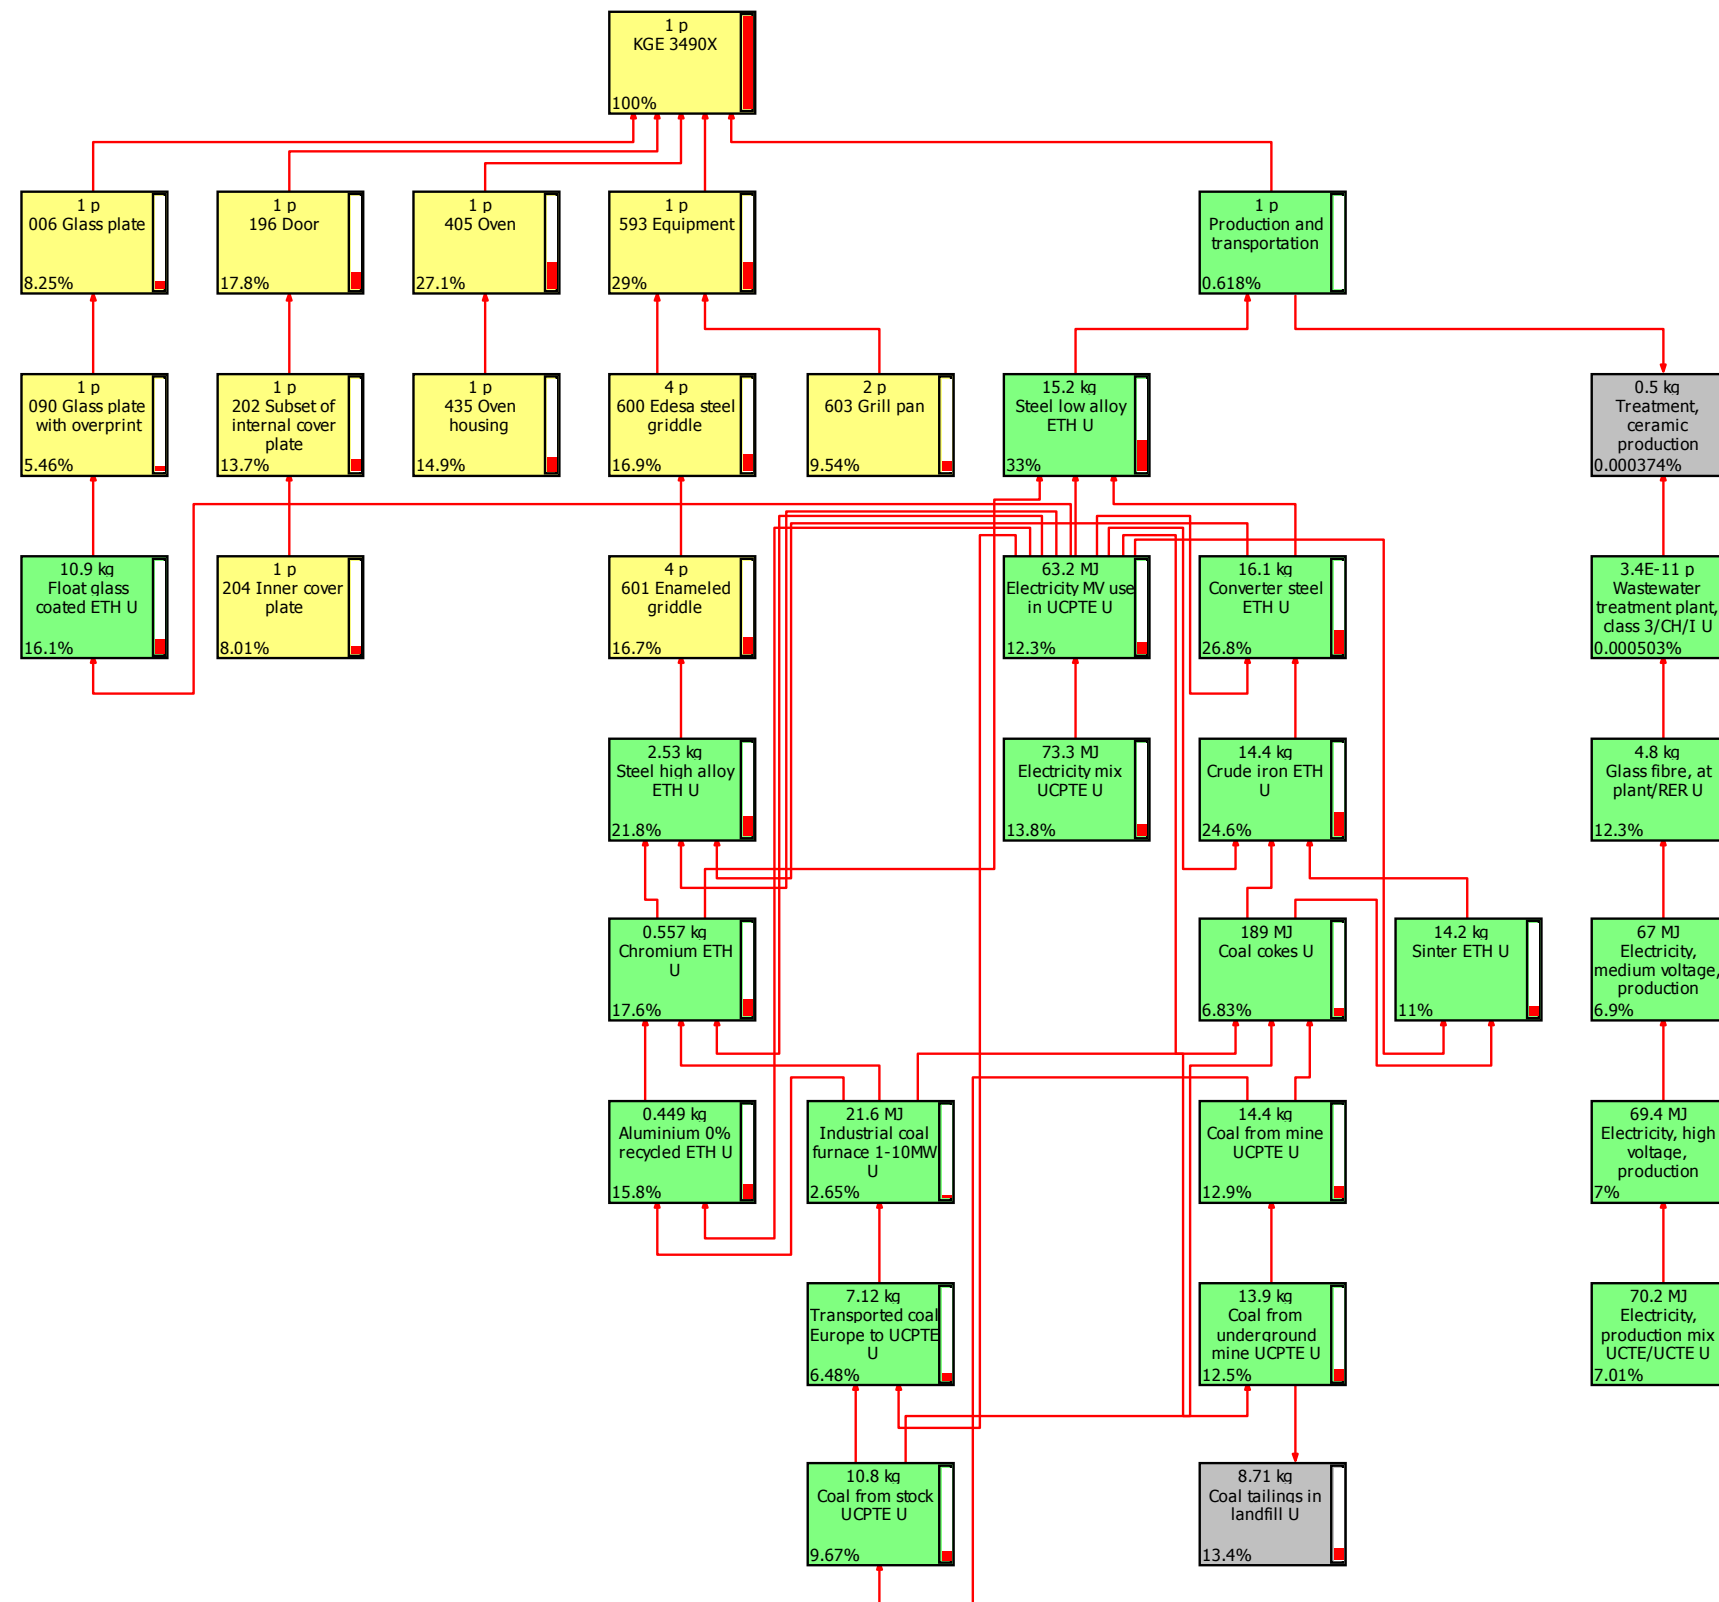 1 p
KGE 3490X
100%
1 p
006 Glass plate
8.25%
1 p
196 Door
17.8%
1 p
405 Oven
27.1%
1 p
593 Equipment
29%
1 p
Production and
transportation
0.618%
1 p
090 Glass plate
with overprint
5.46%
1 p
202 Subset of
internal cover
plate
13.7%
1 p
435 Oven
housing
14.9%
4 p
600 Edesa steel
griddle
16.9%
2 p
603 Grill pan
9.54%
15.2 kg
Steel low alloy
ETH U
33%
0.5 kg
Treatment,
ceramic
production
0.000374%
10.9 kg
Float glass
coated ETH U
16.1%
1 p
204 Inner cover
plate
8.01%
4 p
601 Enameled
griddle
16.7%
63.2 MJ
Electricity MV use
in UCPTE U
12.3%
16.1 kg
Converter steel
ETH U
26.8%
3.4E-11 p
Wastewater
treatment plant,
class 3/CH/I U
0.000503%
2.53 kg
Steel high alloy
ETH U
21.8%
73.3 MJ
Electricity mix
UCPTE U
13.8%
14.4 kg
Crude iron ETH
U
24.6%
4.8 kg
Glass fibre, at
plant/RER U
12.3%
0.557 kg
Chromium ETH
U
17.6%
189 MJ
Coal cokes U
6.83%
14.2 kg
Sinter ETH U
11%
67 MJ
Electricity,
medium voltage,
production
6.9%
0.449 kg
Aluminium 0%
recycled ETH U
15.8%
21.6 MJ
Industrial coal
furnace 1-10MW
U
2.65%
14.4 kg
Coal from mine
UCPTE U
12.9%
69.4 MJ
Electricity, high
voltage,
production
7%
7.12 kg
Transported coal
Europe to UCPTE
U
6.48%
13.9 kg
Coal from
underground
mine UCPTE U
12.5%
70.2 MJ
Electricity,
production mix
UCTE/UCTE U
7.01%
10.8 kg
Coal from stock
UCPTE U
9.67%
8.71 kg
Coal tailings in
landfill U
13.4%